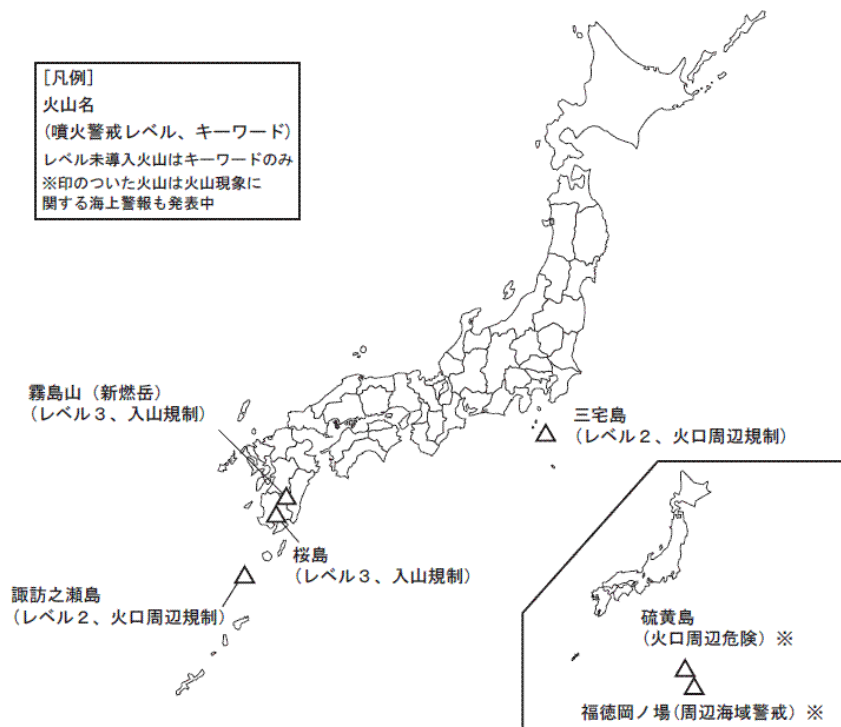 [凡例]
火山名
(噴火警戒レベル、キーワード)
レベル未導入火山はキーワードのみ
※印のついた火山は火山現象に
関する海上警報も発表中
霧島山（新燃岳）
(レベル３、入山規制)
三宅島
(レベル２、火口周辺規制)
桜島
(レベル３、入山規制)
諏訪之瀬島
(レベル２、火口周辺規制)
硫黄島
(火口周辺危険) ※
福徳岡ノ場(周辺海域警戒) ※